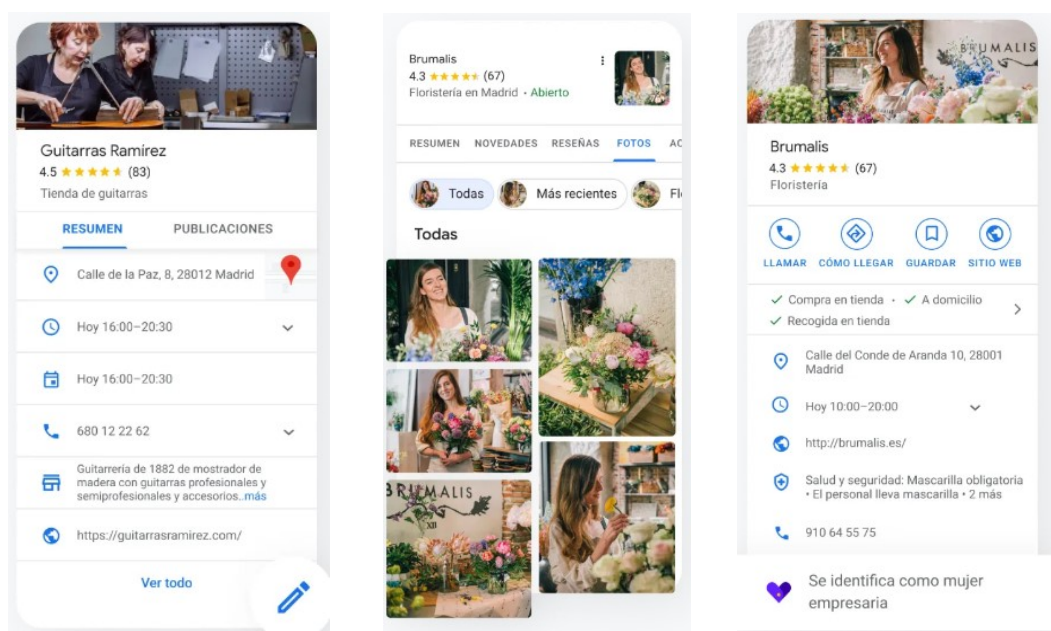 Guitarras Ramírez
4.5 ★★★★★ (83)
Tienda de guitarras
RESUMEN PUBLICACIONES
Calle de la Paz, 8, 28012 Madrid
Hoy 16:00–20:30
Hoy 16:00–20:30
680 12 22 62
Guitarrería de 1882 de mostrador de
madera con guitarras profesionales y
semiprofesionales y accesorios...más
https://guitarrasramirez.com/
Ver todo
Brumalis
4.3 ★★★★★ (67)
Floristería en Madrid · Abierto
RESUMEN NOVEDADES RESEÑAS FOTOS AC
Todas Más recientes Fl
Todas
BRUMALIS
XII
BRUMALIS
Brumalis
4.3 ★★★★★ (67)
Floristería
LLAMAR CÓMO LLEGAR GUARDAR SITIO WEB
Compra en tienda · A domicilio
Recogida en tienda
Calle del Conde de Aranda 10, 28001
Madrid
Hoy 10:00–20:00
http://brumalis.es/
Salud y seguridad: Mascarilla obligatoria
• El personal lleva mascarilla • 2 más
910 64 55 75
Se identifica como mujer
empresaria